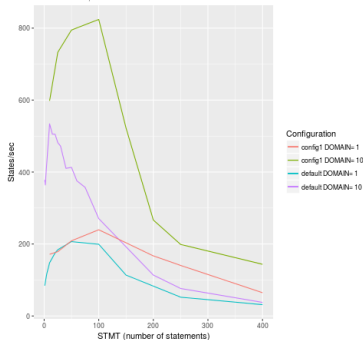 800
600
400
200
0
States/sec
0
100
200
300
400
STMT (number of statements)
Configuration
config1 DOMAIN= 1
config1 DOMAIN= 10
default DOMAIN= 1
default DOMAIN= 10